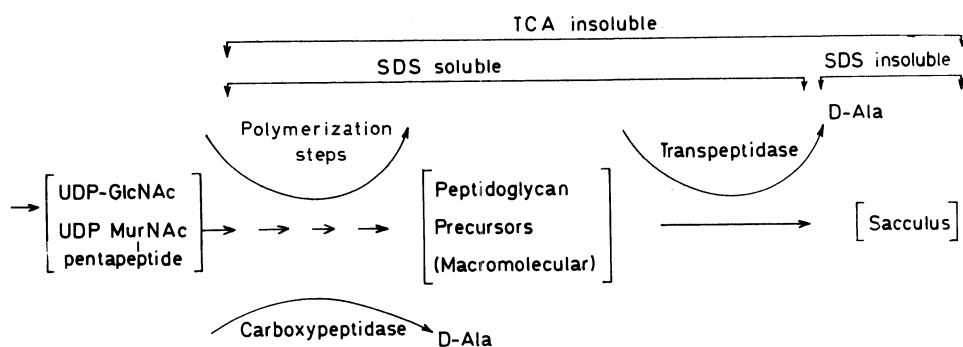 TCA insoluble
SDS soluble
SDS insoluble
D-Ala
Polymerization
steps
Transpeptidase
UDP-GlcNAc
UDP MurNAc
pentapeptide
Peptidoglycan
Precursors
(Macromolecular)
Sacculus
Carboxypeptidase
D-Ala